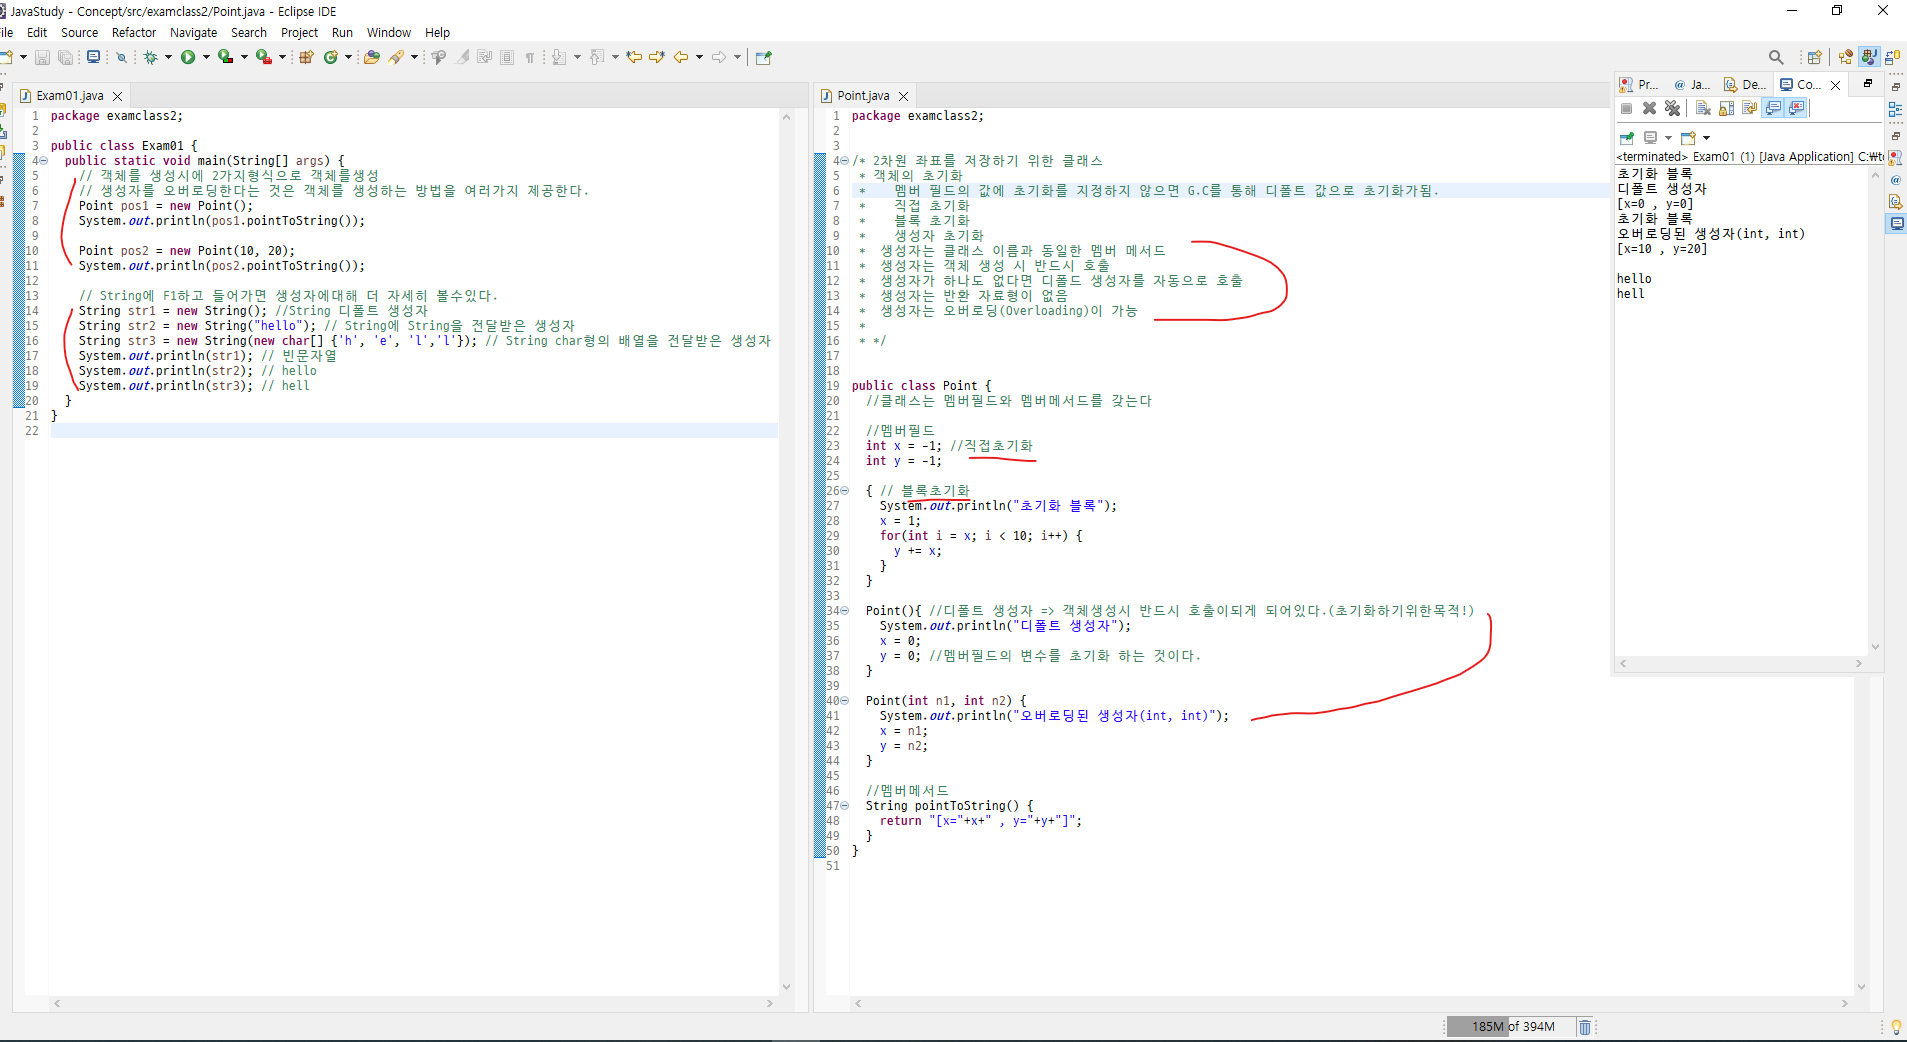 JavaStudy - Concept/src/examclass2/Point.java - Eclipse IDE
ile Edit Source Refactor Navigate Search Project Run Window Help
Exam01.java
1 package examclass2;
2
3 public class Exam01 {
4 public static void main(String[] args) {
5 // 객체를 생성시에 2가지형식으로 객체를생성
6 // 생성자를 오버로딩한다는 것은 객체를 생성하는 방법을 여러가지 제공한다.
7 Point pos1 = new Point();
8 System.out.println(pos1.pointToString());
9
10 Point pos2 = new Point(10, 20);
11 System.out.println(pos2.pointToString());
12
13 // String에 F1하고 들어가면 생성자에대해 더 자세히 볼수있다.
14 String str1 = new String(); //String 디폴트 생성자
15 String str2 = new String("hello"); // String에 String을 전달받은 생성자
16 String str3 = new String(new char[] {'h', 'e', 'l','l'}); // String char형의 배열을 전달받은 생성자
17 System.out.println(str1); // 빈문자열
18 System.out.println(str2); // hello
19 System.out.println(str3); // hell
20 }
21 }
22
Point.java
1 package examclass2;
2
3
4 /* 2차원 좌표를 저장하기 위한 클래스
5 * 객체의 초기화
6 * 멤버 필드의 값에 초기화를 지정하지 않으면 G.C를 통해 디폴트 값으로 초기화가됨.
7 * 직접 초기화
8 * 블록 초기화
9 * 생성자 초기화
10 * 생성자는 클래스 이름과 동일한 멤버 메서드
11 * 생성자는 객체 생성 시 반드시 호출
12 * 생성자가 하나도 없다면 디폴드 생성자를 자동으로 호출
13 * 생성자는 반환 자료형이 없음
14 * 생성자는 오버로딩(Overloading)이 가능
15 *
16 * */
17
18
19 public class Point {
20 //클래스는 멤버필드와 멤버메서드를 갖는다
21
22 //멤버필드
23 int x = -1; //직접초기화
24 int y = -1;
25
26 { // 블록초기화
27 System.out.println("초기화 블록");
28 x = 1;
29 for(int i = x; i < 10; i++) {
30 y += x;
31 }
32 }
33
34 Point(){ //디폴트 생성자 => 객체생성시 반드시 호출이되게 되어있다.(초기화하기위한목적!)
35 System.out.println("디폴트 생성자");
36 x = 0;
37 y = 0; //멤버필드의 변수를 초기화 하는 것이다.
38 }
39
40 Point(int n1, int n2) {
41 System.out.println("오버로딩된 생성자(int, int)");
42 x = n1;
43 y = n2;
44 }
45
46 //멤버메서드
47 String pointToString() {
48 return "[x="+x+" , y="+y+"]";
49 }
50 }
51
Pr... Ja... De... Co...
<terminated> Exam01 (1) [Java Application] C:₩
초기화 블록
디폴트 생성자
[x=0 , y=0]
초기화 블록
오버로딩된 생성자(int, int)
[x=10 , y=20]
hello
hell
185M of 394M